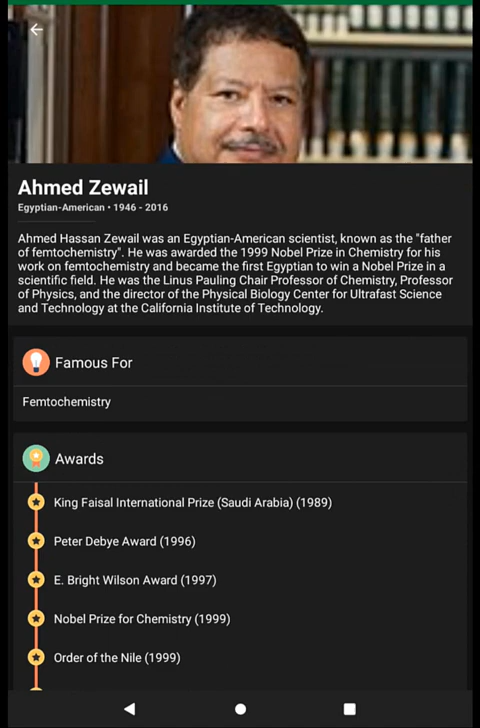 Ahmed Zewail
Egyptian-American • 1946 - 2016
Ahmed Hassan Zewail was an Egyptian-American scientist, known as the "father
of femtochemistry". He was awarded the 1999 Nobel Prize in Chemistry for his
work on femtochemistry and became the first Egyptian to win a Nobel Prize in a
scientific field. He was the Linus Pauling Chair Professor of Chemistry, Professor
of Physics, and the director of the Physical Biology Center for Ultrafast Science
and Technology at the California Institute of Technology.
Famous For
Femtochemistry
Awards
King Faisal International Prize (Saudi Arabia) (1989)
Peter Debye Award (1996)
E. Bright Wilson Award (1997)
Nobel Prize for Chemistry (1999)
Order of the Nile (1999)